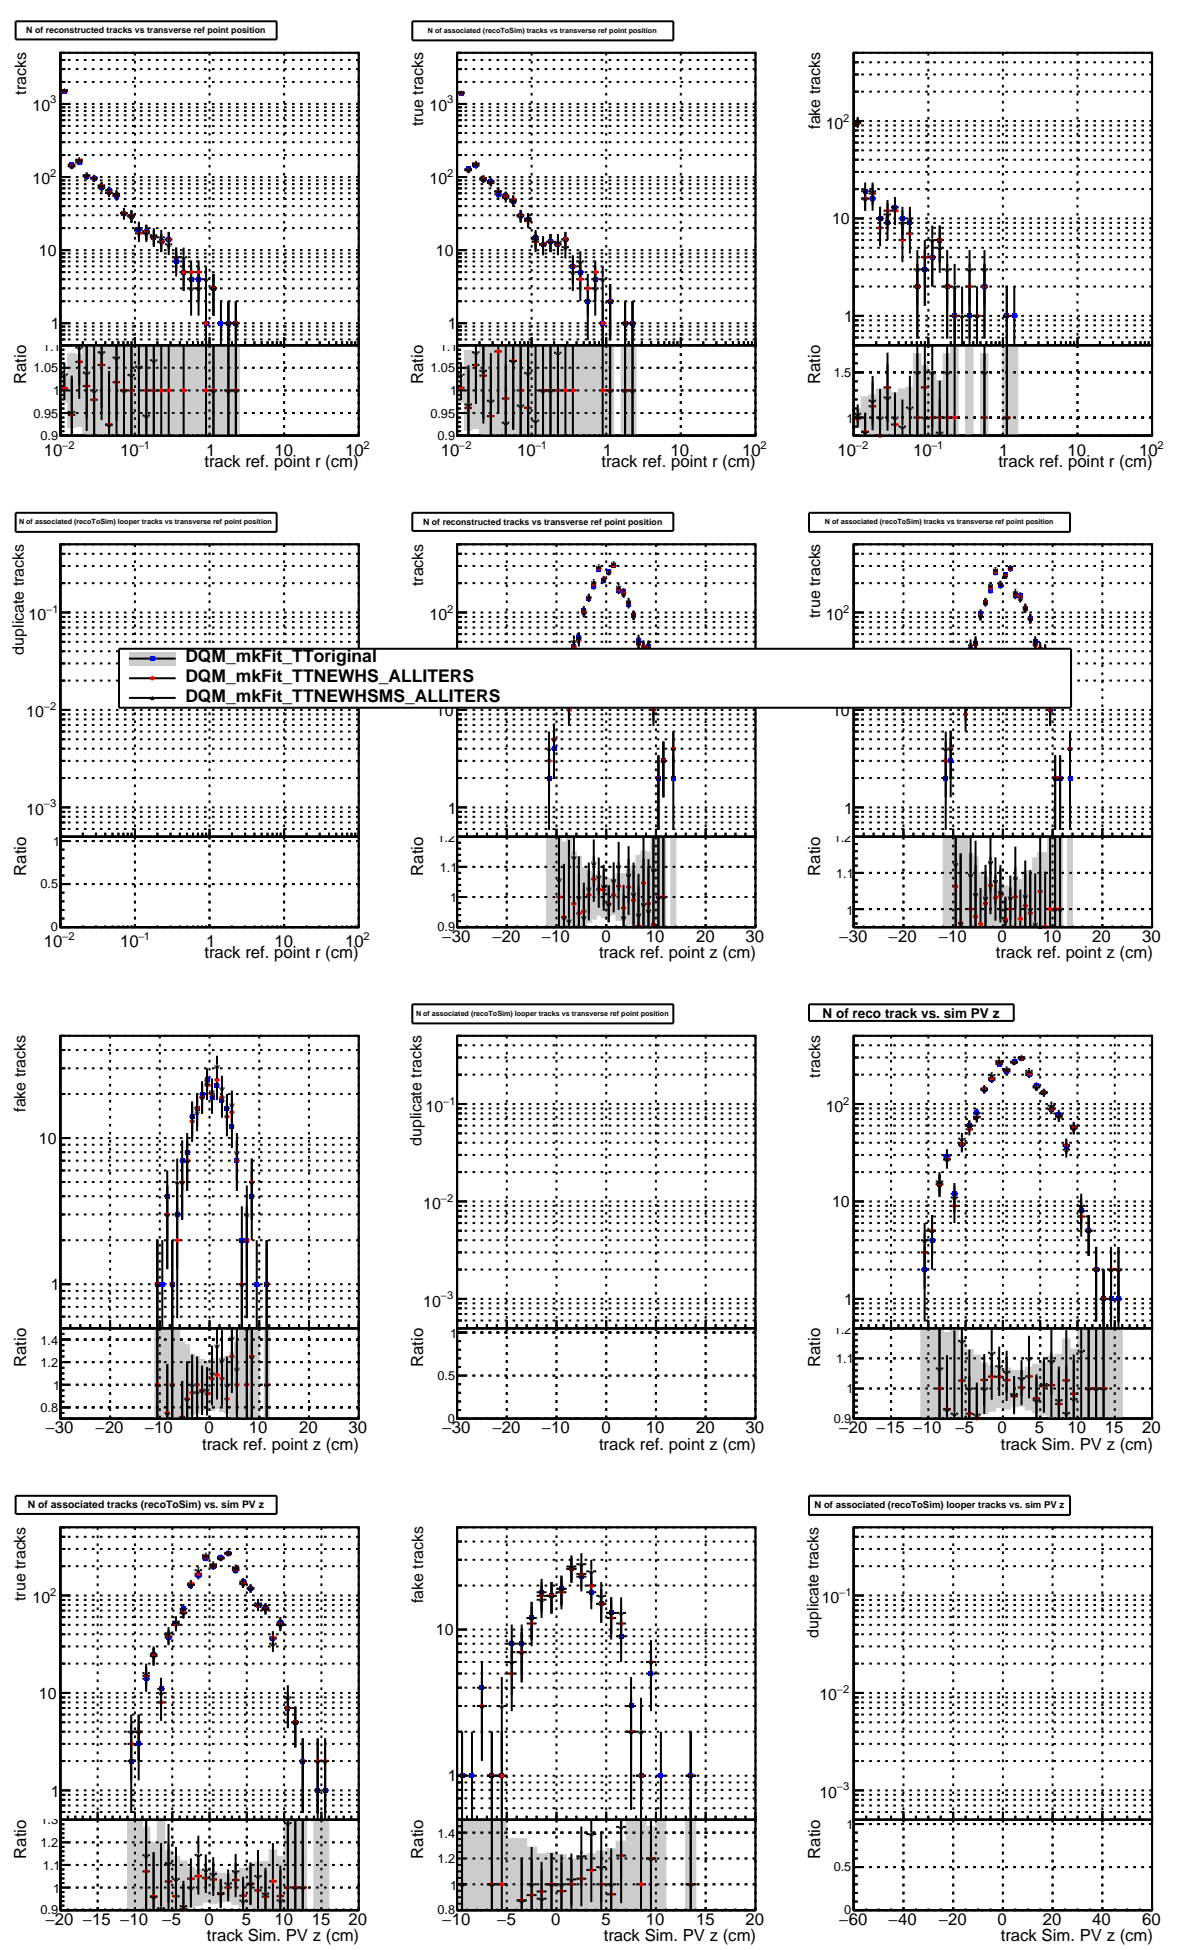 N of reconstructed tracks vs transverse ref point position
tracks
10³
10²
10
1
Ratio
1.1
1.05
1
0.95
0.9
10⁻² 10⁻¹ 1 10 10²
track ref. point r (cm)
N of associated (recoToSim) tracks vs transverse ref point position
true tracks
10³
10²
10
1
Ratio
1.1
1.05
1
0.95
0.9
10⁻² 10⁻¹ 1 10 10²
track ref. point r (cm)
fake tracks
10²
10
1
Ratio
1.5
1
10⁻² 10⁻¹ 1 10 10²
track ref. point r (cm)
N of associated (recoToSim) looper tracks vs transverse ref point position
duplicate tracks
10⁻¹
10⁻²
10⁻³
Ratio
1
0.5
0
10⁻² 10⁻¹ 1 10 10²
track ref. point r (cm)
N of reconstructed tracks vs transverse ref point position
tracks
10²
10
1
Ratio
1.2
1.1
1
0.9
−30 −20 −10 0 10 20 30
track ref. point z (cm)
N of associated (recoToSim) tracks vs transverse ref point position
true tracks
10²
10
1
Ratio
1.2
1.1
1
−30 −20 −10 0 10 20 30
track ref. point z (cm)
DQM_mkFit_TToriginal
DQM_mkFit_TTNEWHS_ALLITERS
DQM_mkFit_TTNEWHSMS_ALLITERS
fake tracks
10
1
Ratio
1.4
1.2
1
0.8
−30 −20 −10 0 10 20 30
track ref. point z (cm)
N of associated (recoToSim) looper tracks vs transverse ref point position
duplicate tracks
10⁻¹
10⁻²
10⁻³
Ratio
1
0.5
0
−30 −20 −10 0 10 20 30
track ref. point z (cm)
N of reco track vs. sim PV z
tracks
10²
10
1
Ratio
1.2
1.1
1
0.9
−20 −15 −10 −5 0 5 10 15 20
track Sim. PV z (cm)
N of associated tracks (recoToSim) vs. sim PV z
true tracks
10²
10
1
Ratio
1.3
1.2
1.1
1
0.9
−20 −15 −10 −5 0 5 10 15 20
track Sim. PV z (cm)
fake tracks
10
1
Ratio
1.4
1.2
1
0.8
−10 −5 0 5 10 15 20
track Sim. PV z (cm)
N of associated (recoToSim) looper tracks vs. sim PV z
duplicate tracks
10⁻¹
10⁻²
10⁻³
Ratio
1
0.5
0
−60 −40 −20 0 20 40 60
track Sim. PV z (cm)